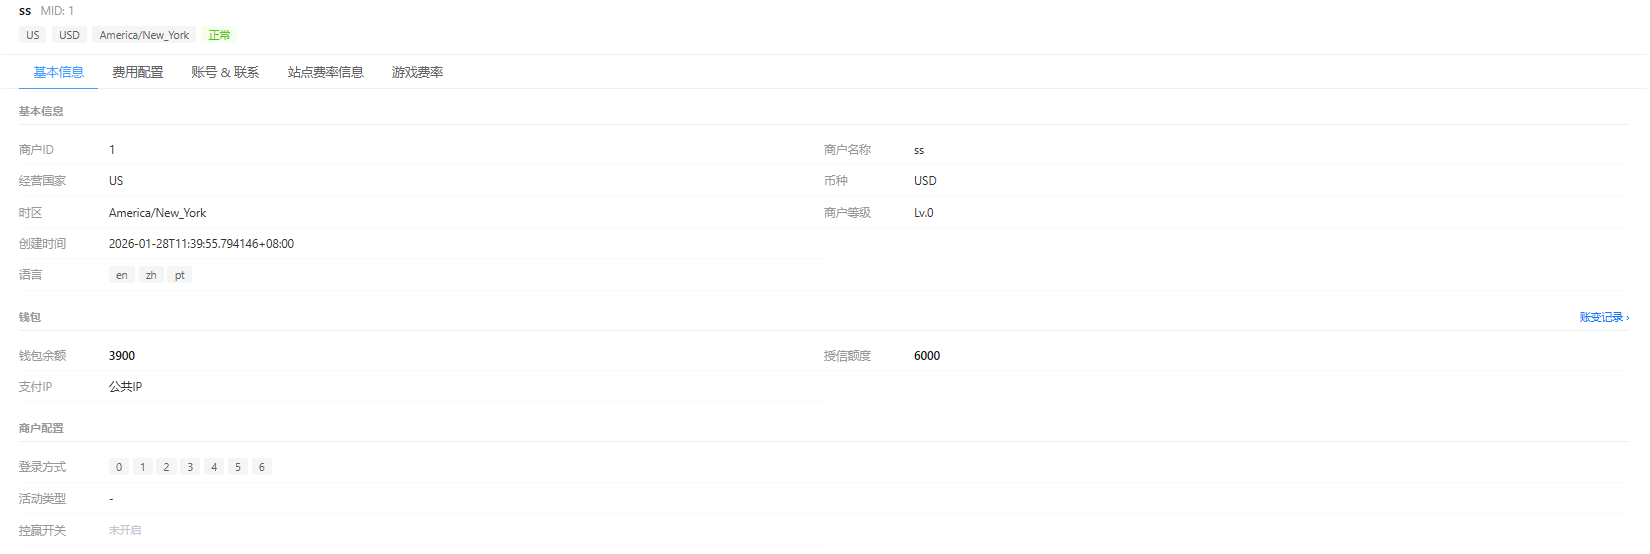 ss MID: 1
US USD America/New_York 正常
基本信息 费用配置 账号 & 联系 站点费率信息 游戏费率
基本信息
商户ID 1 商户名称 ss
经营国家 US 币种 USD
时区 America/New_York 商户等级 Lv.0
创建时间 2026-01-28T11:39:55.794146+08:00
语言 en zh pt
钱包 账变记录 ›
钱包余额 3900 授信额度 6000
支付IP 公共IP
商户配置
登录方式 0 1 2 3 4 5 6
活动类型 -
控赢开关 未开启